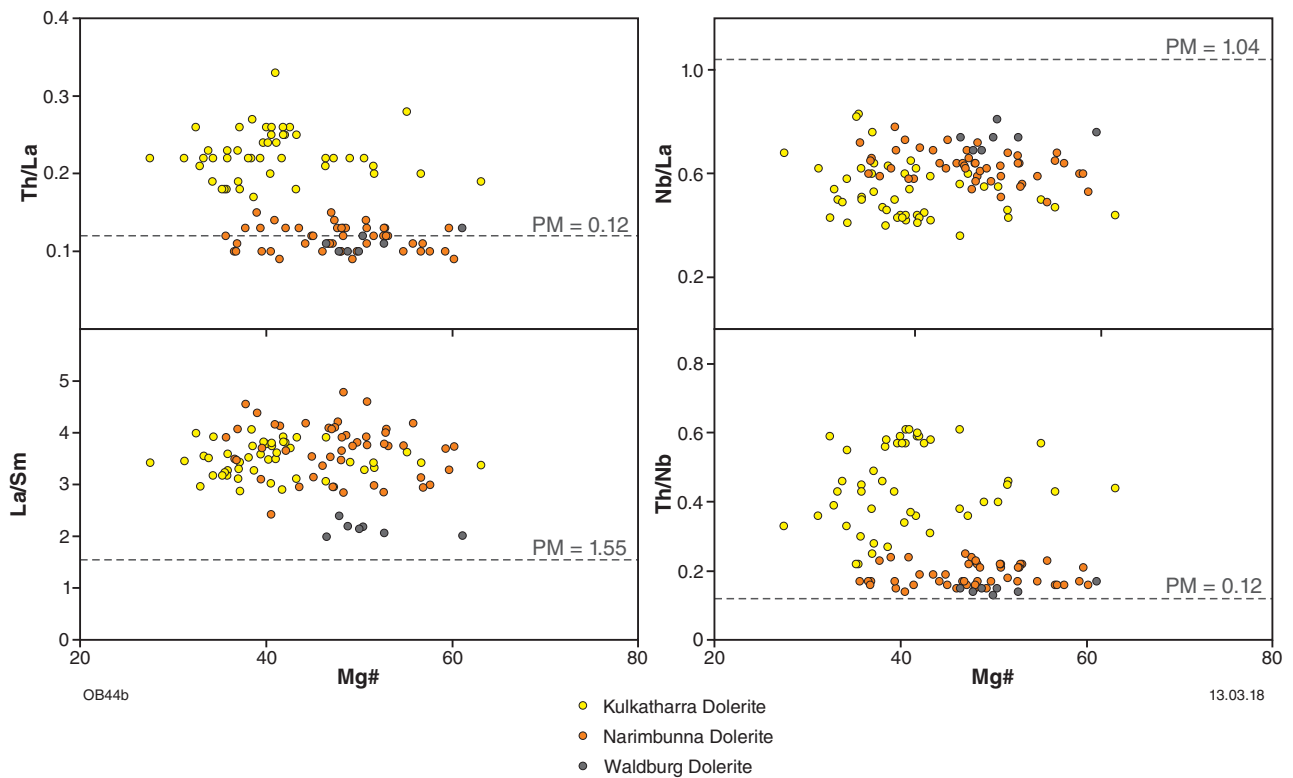 0.4
0.3
0.2
0.1
Th/La
PM = 0.12
1.0
0.6
0.2
Nb/La
PM = 1.04
5
4
3
2
1
0
La/Sm
PM = 1.55
20 40 60 80
Mg#
0.8
0.6
0.4
0.2
0
Th/Nb
PM = 0.12
20 40 60 80
Mg#
OB44b
13.03.18
Kulkatharra Dolerite
Narimbunna Dolerite
Waldburg Dolerite